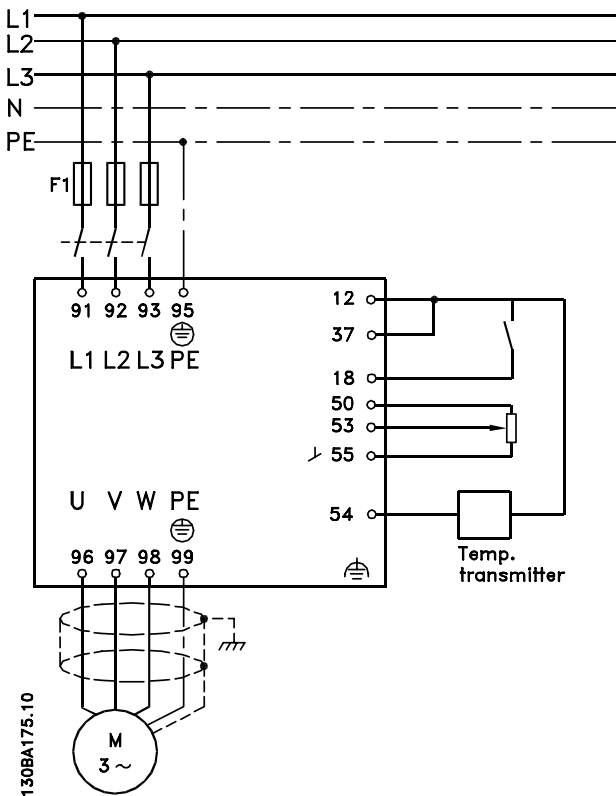 L1
L2
L3
N
PE
F1
91 92 93 95
L1 L2 L3 PE
12
37
18
50
53
55
54
Temp.
transmitter
U V W PE
96 97 98 99
M
3 ~
130BA175.10